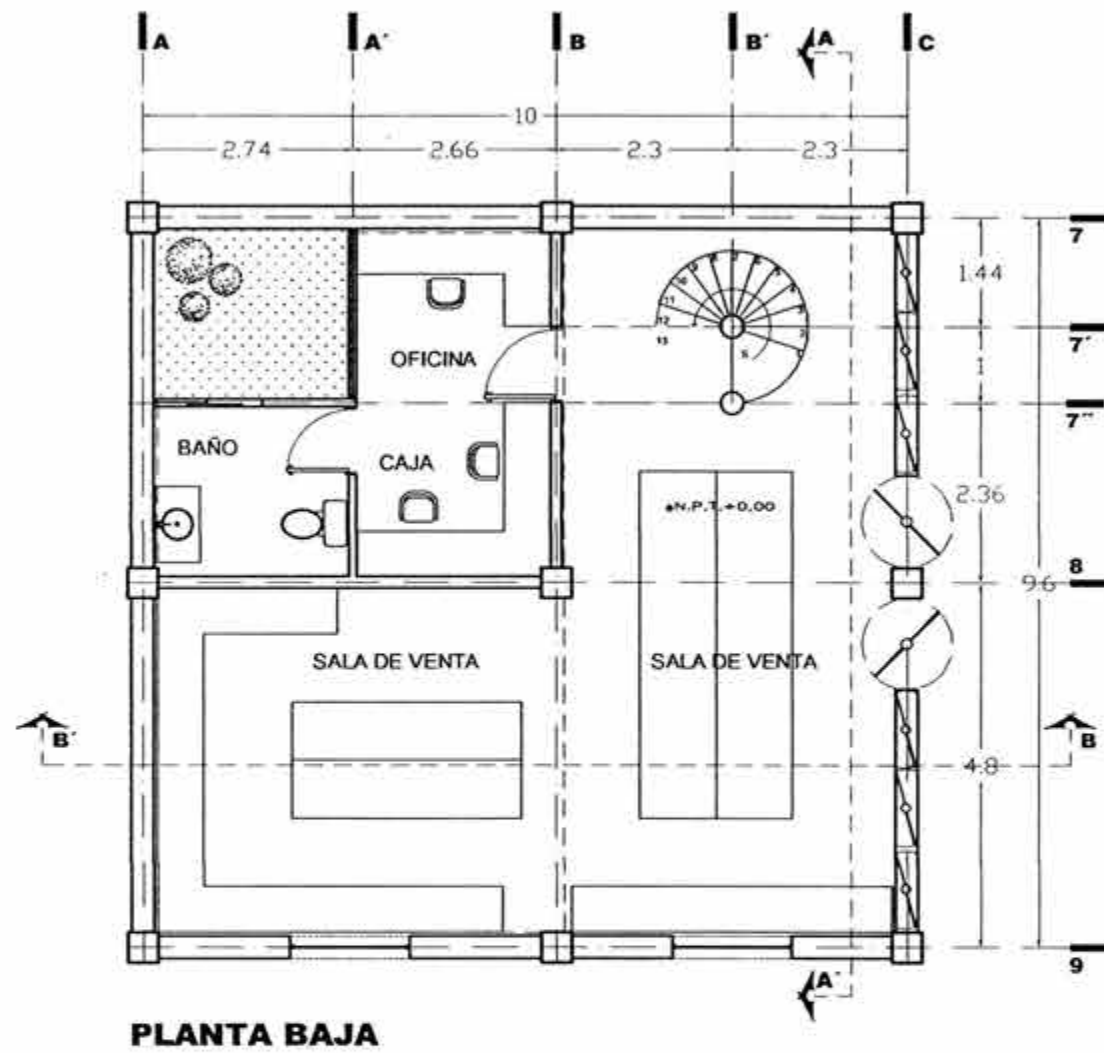 A A´ B B´ A C
10
2.74 2.66 2.3 2.3
7
1.44
7´
OFICINA
1
7´´
BAÑO
CAJA
2.36
N.P.T.+0.00
8
9.6
SALA DE VENTA SALA DE VENTA
B´ B
4.8
9
A´
PLANTA BAJA